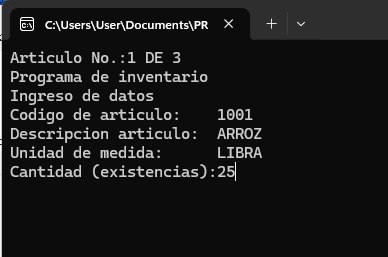 C:\Users\User\Documents\PR
Articulo No.:1 DE 3
Programa de inventario
Ingreso de datos
Codigo de articulo:    1001
Descripcion articulo:  ARROZ
Unidad de medida:      LIBRA
Cantidad (existencias):25